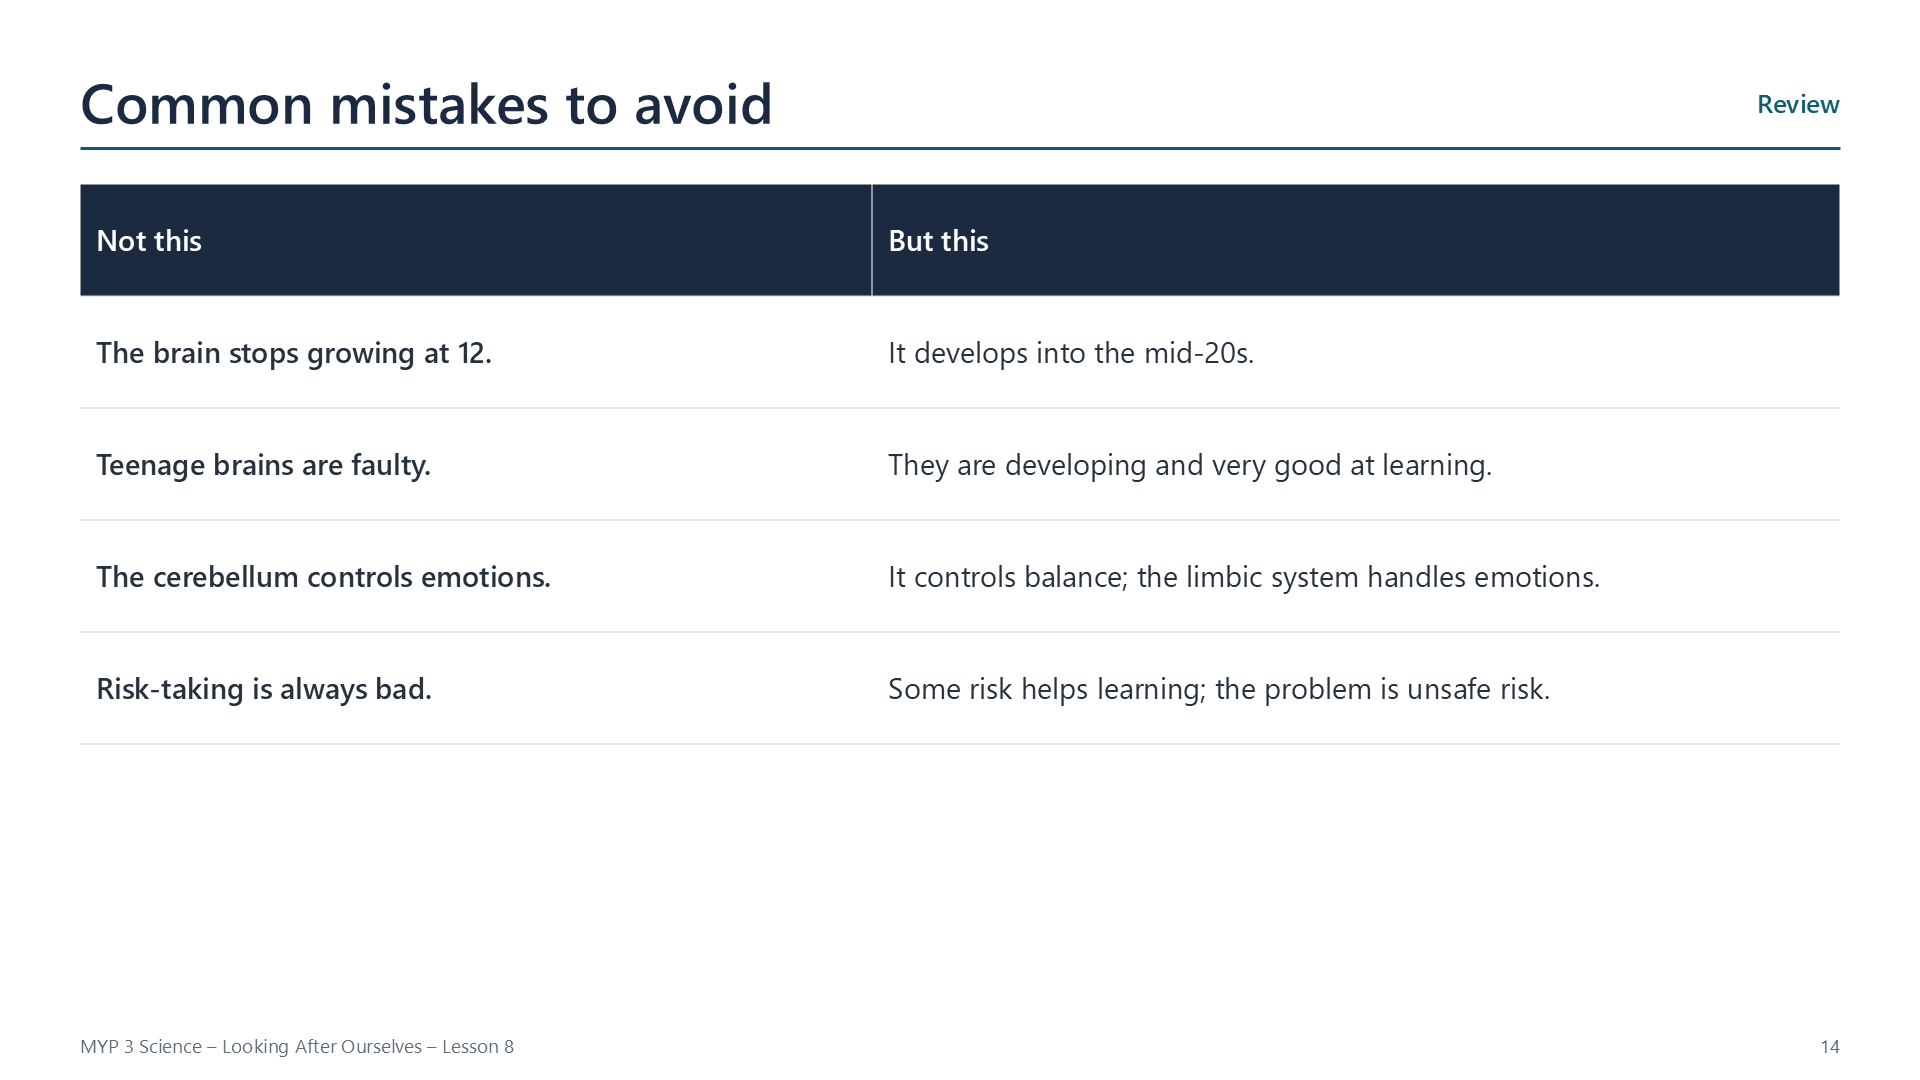 Common mistakes to avoid
Review
Not this
But this
The brain stops growing at 12.
It develops into the mid-20s.
Teenage brains are faulty.
They are developing and very good at learning.
The cerebellum controls emotions.
It controls balance; the limbic system handles emotions.
Risk-taking is always bad.
Some risk helps learning; the problem is unsafe risk.
MYP 3 Science – Looking After Ourselves – Lesson 8
14